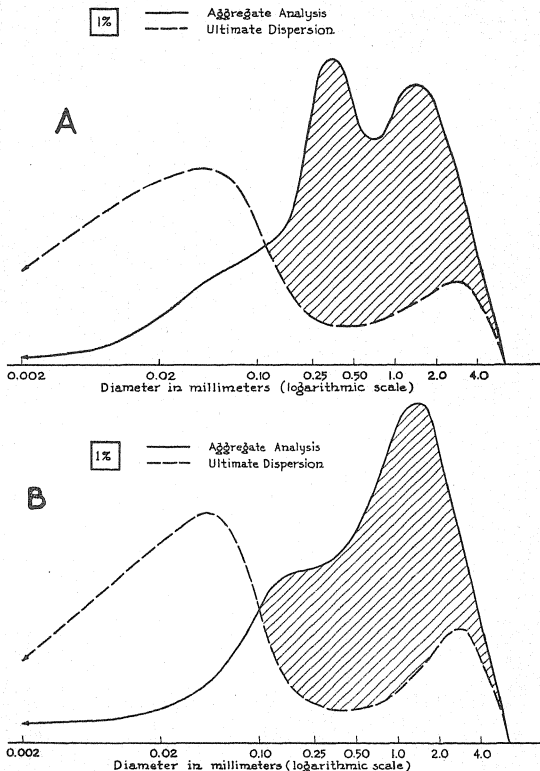 1% Aggregate Analysis
Ultimate Dispersion
A
0.002 0.02 0.10 0.25 0.50 1.0 2.0 4.0
Diameter in millimeters (logarithmic scale)
1% Aggregate Analysis
Ultimate Dispersion
B
0.002 0.02 0.10 0.25 0.50 1.0 2.0 4.0
Diameter in millimeters (logarithmic scale)